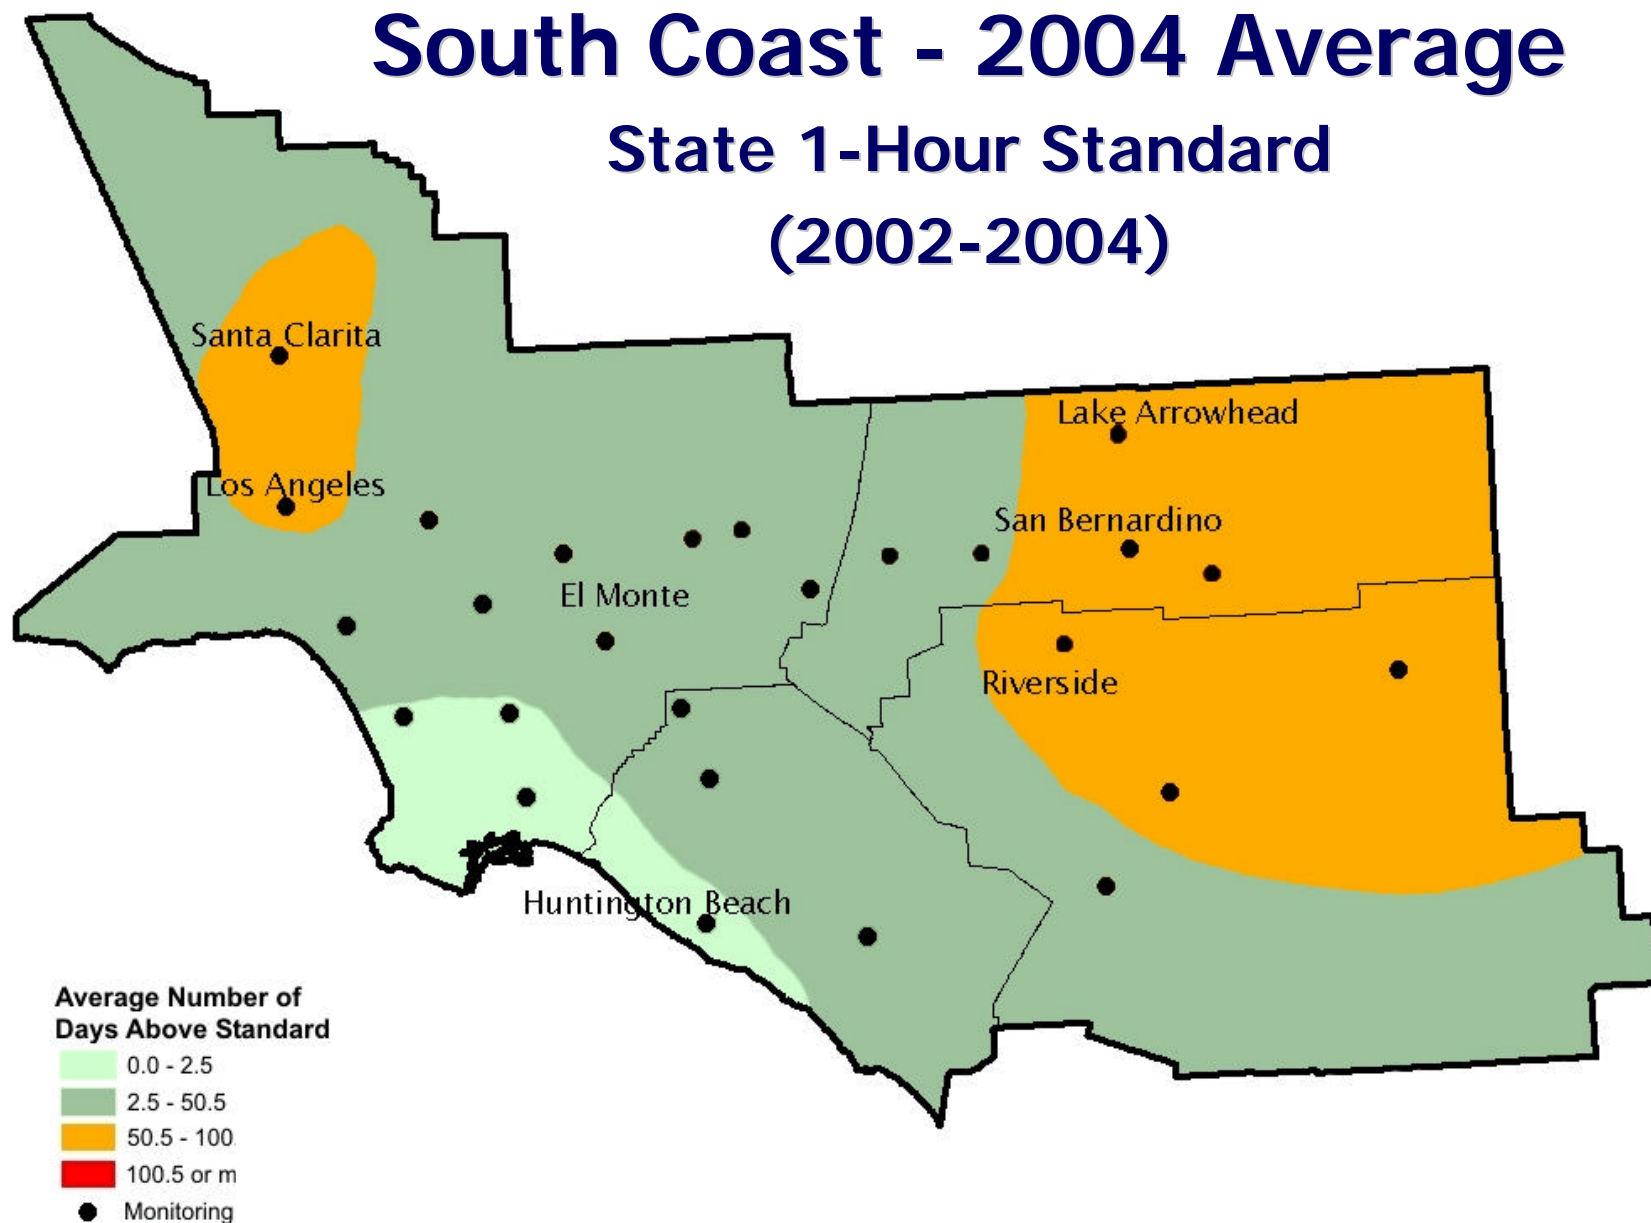 South Coast - 2004 Average
State 1-Hour Standard
(2002-2004)
Santa Clarita
Lake Arrowhead
Los Angeles
San Bernardino
El Monte
Riverside
Huntington Beach
Average Number of
Days Above Standard
0.0 - 2.5
2.5 - 50.5
50.5 - 100.
100.5 or m
Monitoring